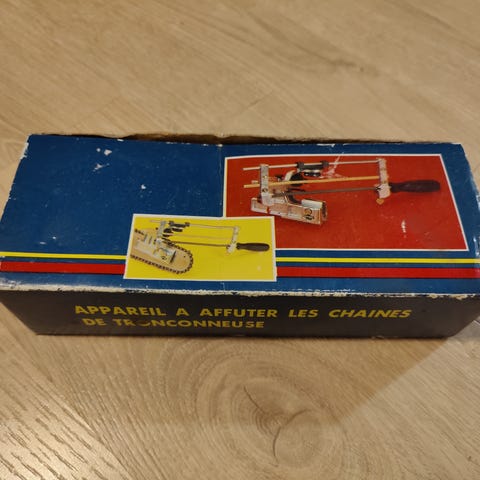 APPAREIL A AFFUTER LES CHAINES
DE TRONCONNEUSE